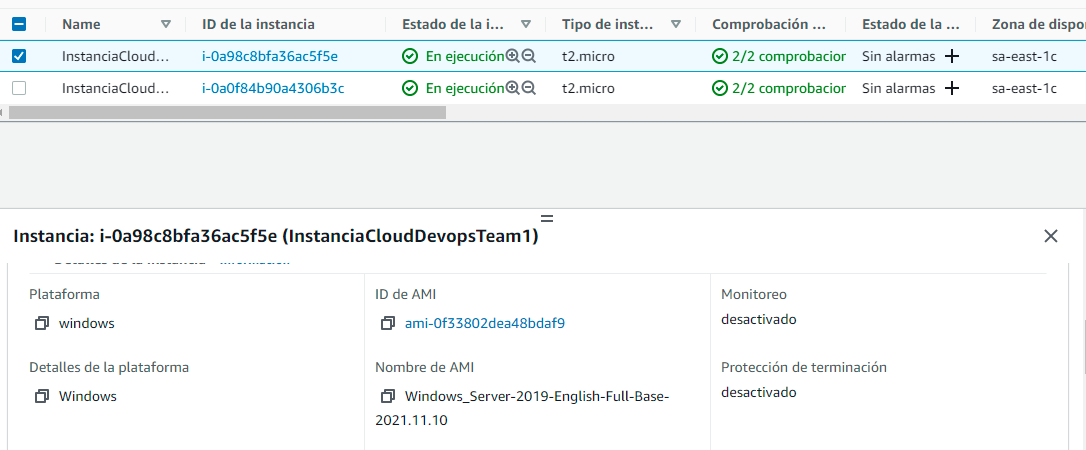 Name ID de la instancia Estado de la i... Tipo de inst... Comprobación ... Estado de la ... Zona de dispo
InstanciaCloud... i-0a98c8bfa36ac5f5e En ejecución t2.micro 2/2 comprobacior Sin alarmas + sa-east-1c
InstanciaCloud... i-0a0f84b90a4306b3c En ejecución t2.micro 2/2 comprobacior Sin alarmas + sa-east-1c
Instancia: i-0a98c8bfa36ac5f5e (InstanciaCloudDevopsTeam1)
Plataforma
windows
ID de AMI
ami-0f33802dea48bdaf9
Monitoreo
desactivado
Detalles de la plataforma
Windows
Nombre de AMI
Windows_Server-2019-English-Full-Base-
2021.11.10
Protección de terminación
desactivado